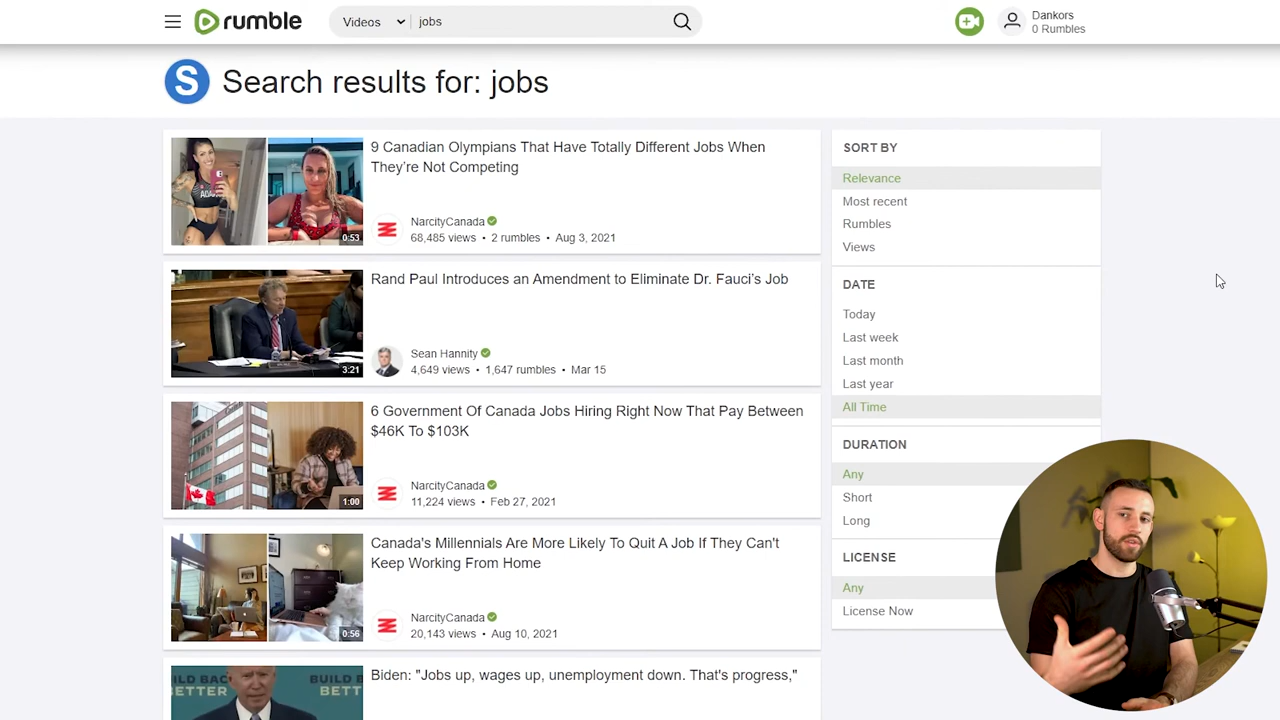 rumble
Videos
jobs
Dankors
0 Rumbles
S
Search results for: jobs
9 Canadian Olympians That Have Totally Different Jobs When
They're Not Competing
NarcityCanada
68,485 views • 2 rumbles • Aug 3, 2021
0:53
Rand Paul Introduces an Amendment to Eliminate Dr. Fauci's Job
Sean Hannity
4,649 views • 1,647 rumbles • Mar 15
3:21
6 Government Of Canada Jobs Hiring Right Now That Pay Between
$46K To $103K
NarcityCanada
11,224 views • Feb 27, 2021
1:00
Canada's Millennials Are More Likely To Quit A Job If They Can't
Keep Working From Home
NarcityCanada
20,143 views • Aug 10, 2021
0:56
Biden: "Jobs up, wages up, unemployment down. That's progress,"
BUILD BACK
BETTER
BUILD B
BETT
SORT BY
Relevance
Most recent
Rumbles
Views
DATE
Today
Last week
Last month
Last year
All Time
DURATION
Any
Short
Long
LICENSE
Any
License Now